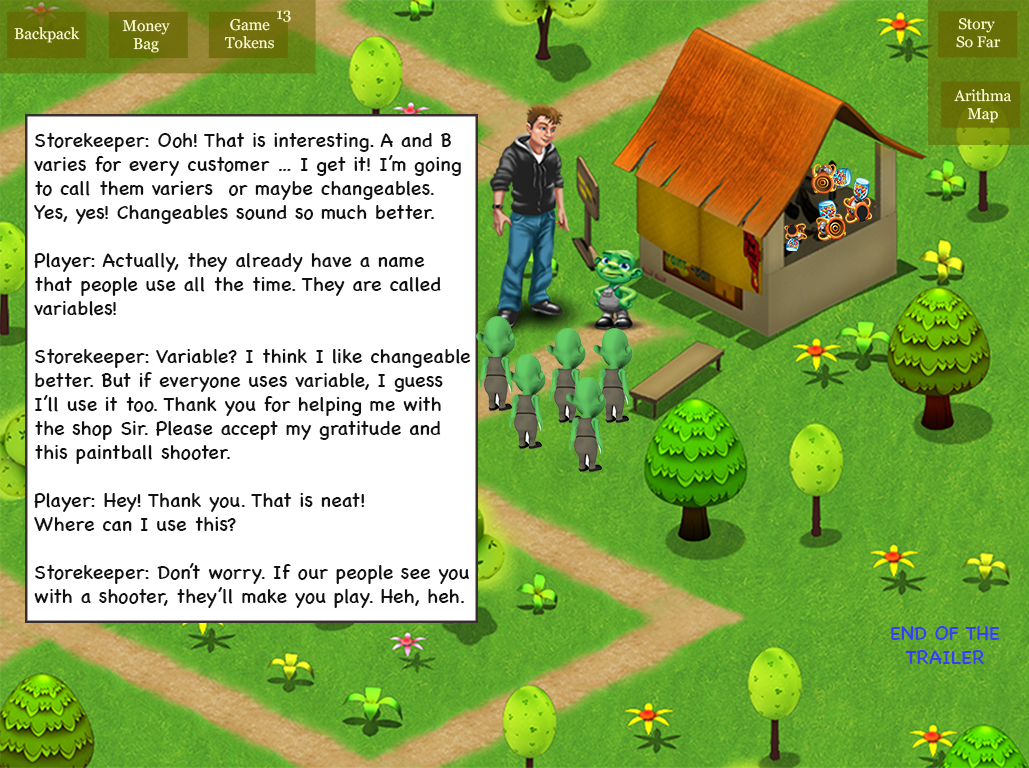 Backpack
Money
Bag
Game
Tokens
13
Story
So Far
Arithma
Map
Storekeeper: Ooh! That is interesting. A and B
varies for every customer ... I get it! I'm going
to call them variers or maybe changeables.
Yes, yes! Changeables sound so much better.
Player: Actually, they already have a name
that people use all the time. They are called
variables!
Storekeeper: Variable? I think I like changeable
better. But if everyone uses variable, I guess
I'll use it too. Thank you for helping me with
the shop Sir. Please accept my gratitude and
this paintball shooter.
Player: Hey! Thank you. That is neat!
Where can I use this?
Storekeeper: Don't worry. If our people see you
with a shooter, they'll make you play. Heh, heh.
END OF THE
TRAILER